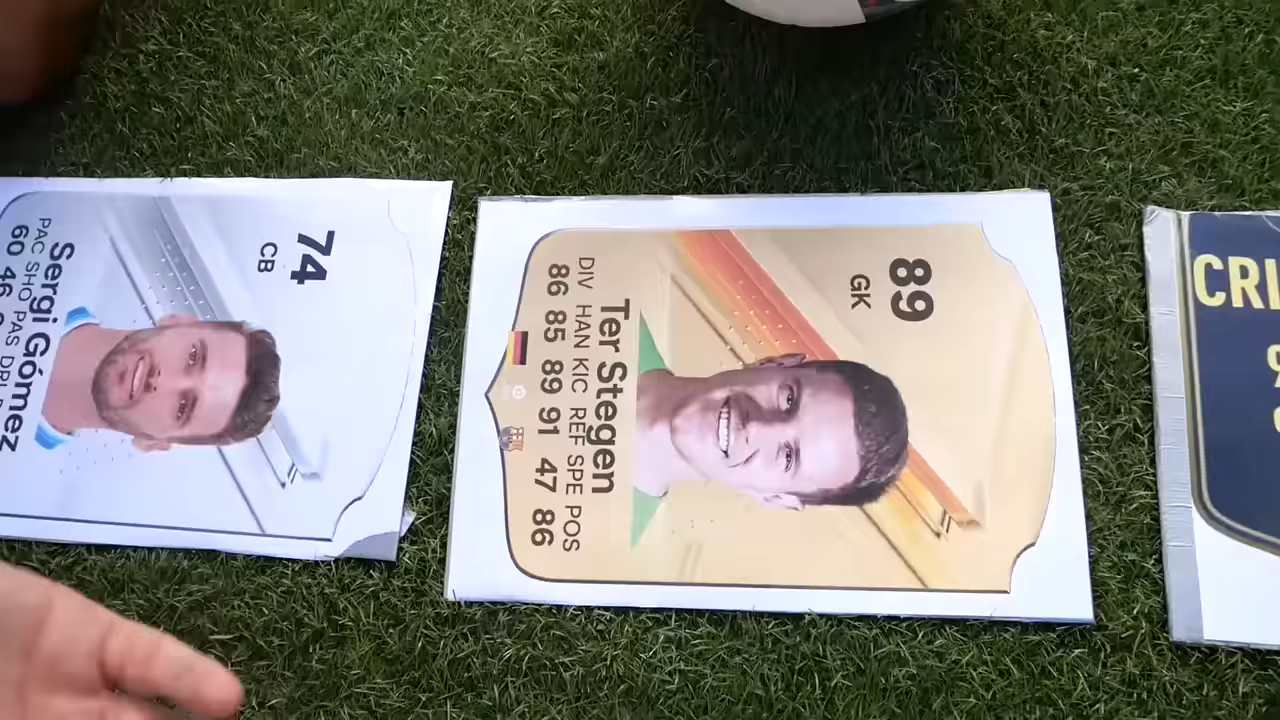 74
CB
Sergi Gómez
PAC SHO PAS
60 46
89
GK
Ter Stegen
DIV HAN KIC REF SPE POS
86 85 89 91 47 86
CRI